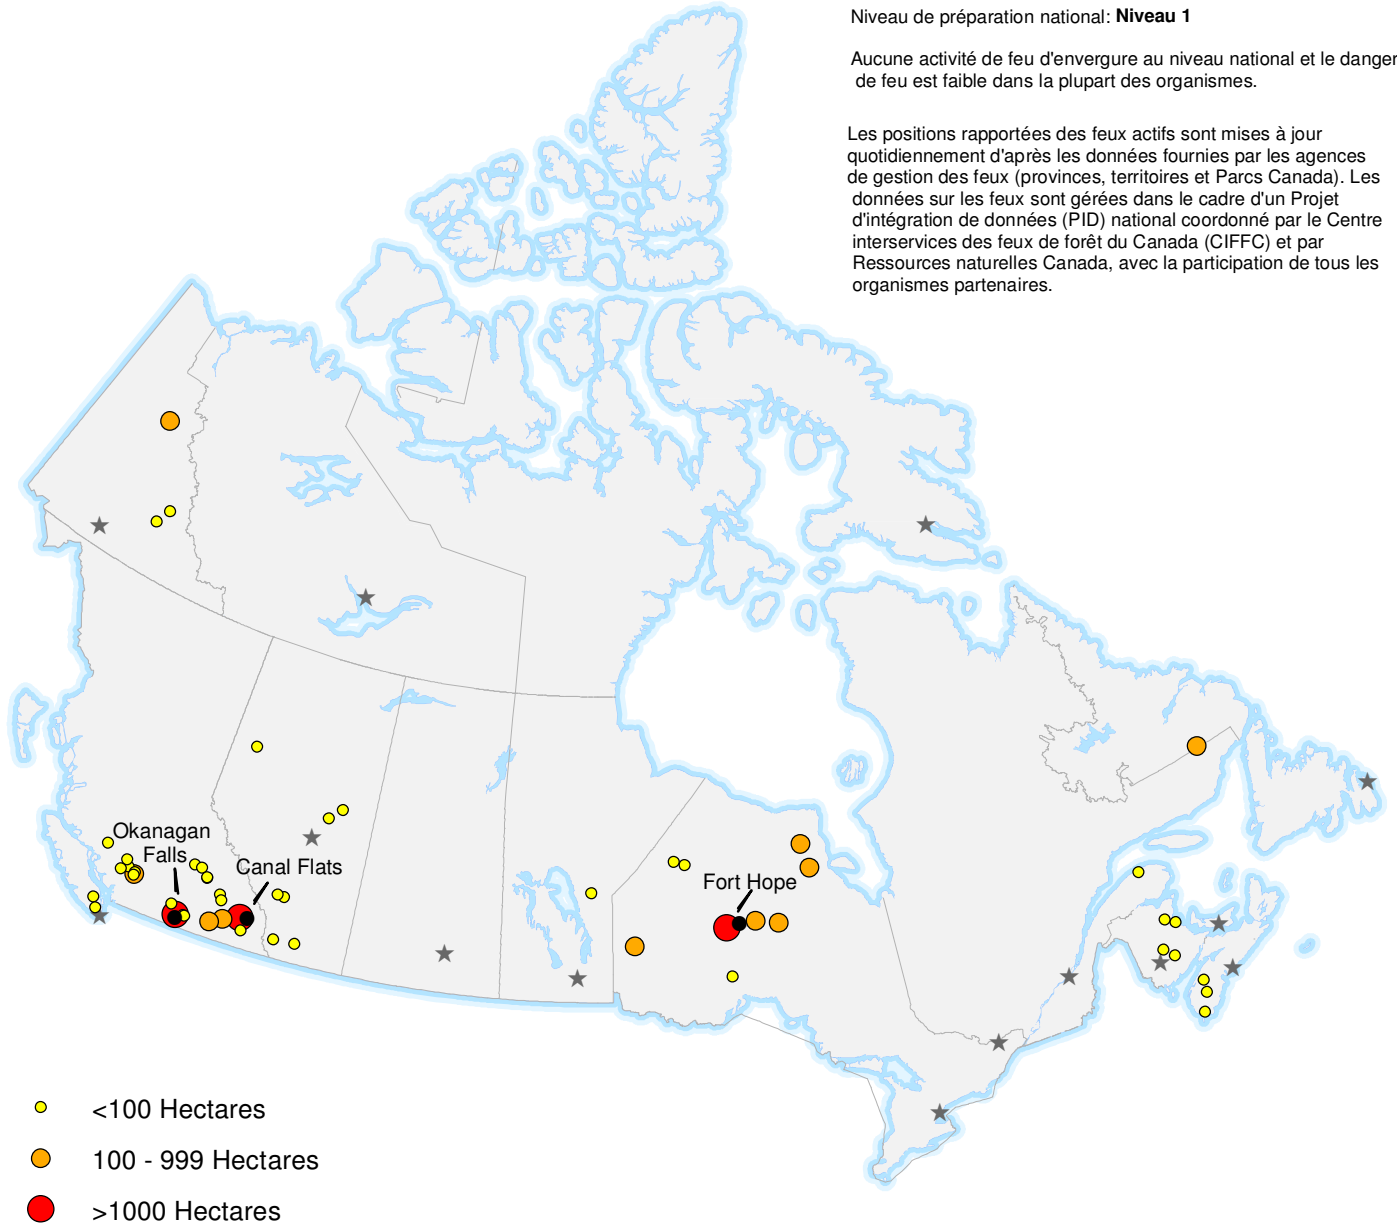 Niveau de préparation national: Niveau 1
Aucune activité de feu d'envergure au niveau national et le danger
de feu est faible dans la plupart des organismes.
Les positions rapportées des feux actifs sont mises à jour
quotidiennement d'après les données fournies par les agences
de gestion des feux (provinces, territoires et Parcs Canada). Les
données sur les feux sont gérées dans le cadre d'un Projet
d'intégration de données (PID) national coordonné par le Centre
interservices des feux de forêt du Canada (CIFFC) et par
Ressources naturelles Canada, avec la participation de tous les
organismes partenaires.
Okanagan
Falls
Canal Flats
Fort Hope
<100 Hectares
100 - 999 Hectares
>1000 Hectares